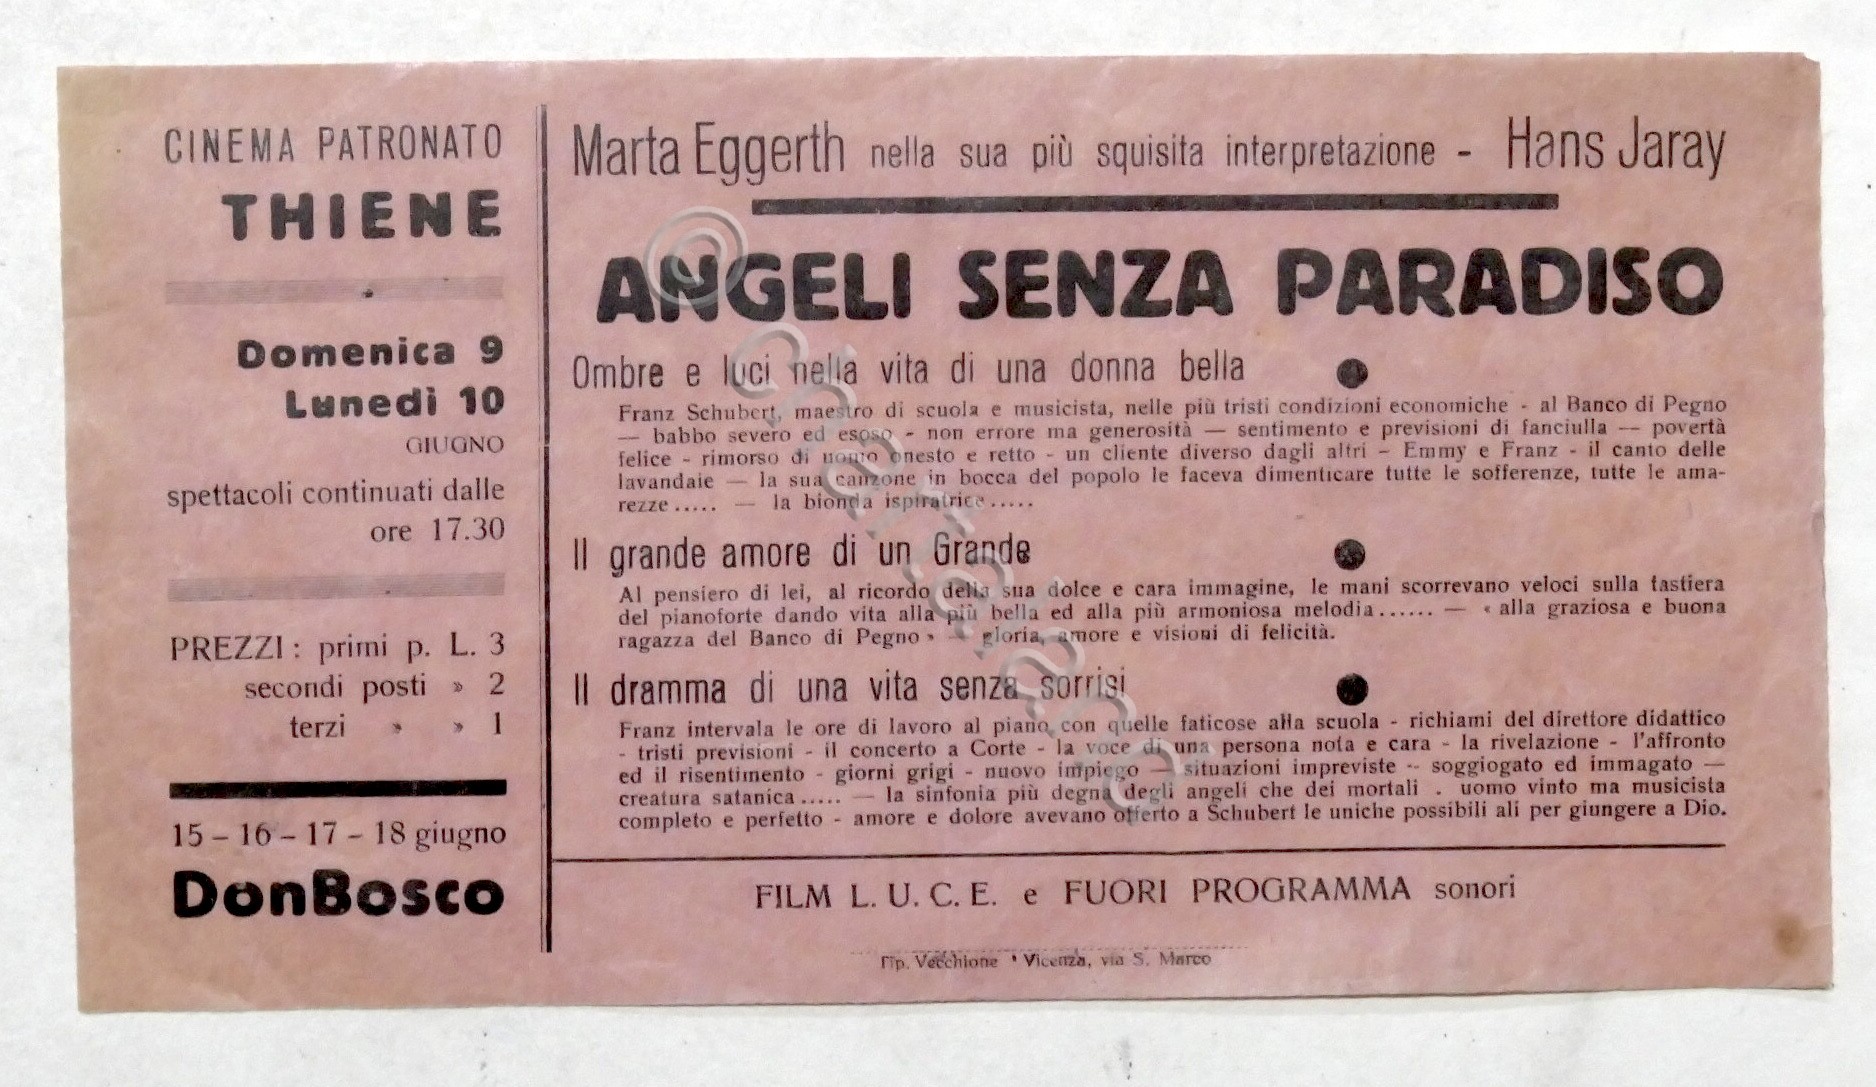 CINEMA PATRONATO
THIENE
Domenica 9
Lunedì 10
GIUGNO
spettacoli continuati dalle
ore 17.30
PREZZI : primi p. L. 3
secondi posti » 2
terzi » » 1
15 – 16 – 17 – 18 giugno
DonBosco
Marta Eggerth nella sua più squisita interpretazione - Hans Jaray
ANGELI SENZA PARADISO
Ombre e luci nella vita di una donna bella ●
Franz Schubert, maestro di scuola e musicista, nelle più tristi condizioni economiche - al Banco di Pegno
— babbo severo ed esoso - non errore ma generosità — sentimento e previsioni di fanciulla — povertà
felice - rimorso di uomo onesto e retto - un cliente diverso dagli altri – Emmy e Franz - il canto delle
lavandaie — la sua canzone in bocca del popolo le faceva dimenticare tutte le sofferenze, tutte le ama-
rezze ..... — la bionda ispiratrice .....
Il grande amore di un Grande ●
Al pensiero di lei, al ricordo della sua dolce e cara immagine, le mani scorrevano veloci sulla tastiera
del pianoforte dando vita alla più bella ed alla più armoniosa melodia ...... — « alla graziosa e buona
ragazza del Banco di Pegno » — gloria, amore e visioni di felicità.
Il dramma di una vita senza sorrisi ●
Franz intervala le ore di lavoro al piano con quelle faticose alla scuola - richiami del direttore didattico
- tristi previsioni - il concerto a Corte - la voce di una persona nota e cara - la rivelazione - l'affronto
ed il risentimento - giorni grigi - nuovo impiego — situazioni impreviste -- soggiogato ed immagato —
creatura satanica ..... — la sinfonia più degna degli angeli che dei mortali . uomo vinto ma musicista
completo e perfetto - amore e dolore avevano offerto a Schubert le uniche possibili ali per giungere a Dio.
FILM L. U. C. E. e FUORI PROGRAMMA sonori
Tip. Vecchione ' Vicenza, via S. Marco